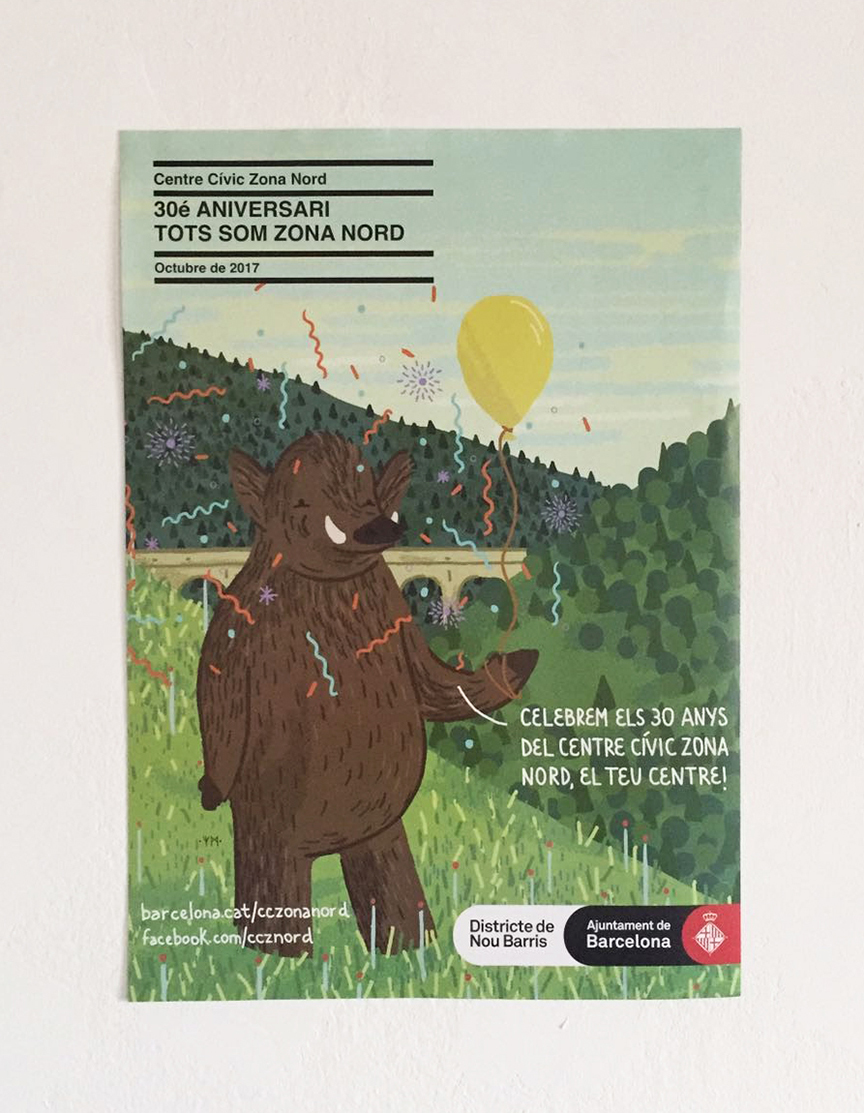 Centre Cívic Zona Nord
30é ANIVERSARI
TOTS SOM ZONA NORD
Octubre de 2017
CELEBREM ELS 30 ANYS
DEL CENTRE CÍVIC ZONA
NORD, EL TEU CENTRE!
·YM·
barcelona.cat/cczonanord
facebook.com/ccznord
Districte de
Nou Barris
Ajuntament de
Barcelona